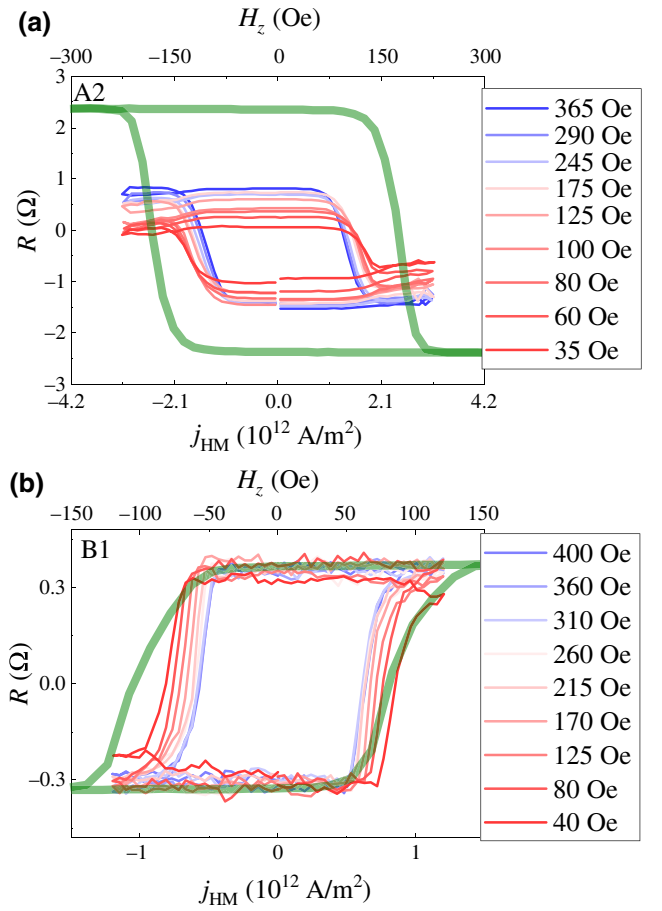 (a)
H_z (Oe)
−300 −150 0 150 300
A2
3
2
1
0
−1
−2
−3
R (Ω)
−4.2 −2.1 0.0 2.1 4.2
j_HM (10^12 A/m^2)
365 Oe
290 Oe
245 Oe
175 Oe
125 Oe
100 Oe
80 Oe
60 Oe
35 Oe
(b)
H_z (Oe)
−150 −100 −50 0 50 100 150
B1
0.3
0.0
−0.3
R (Ω)
−1 0 1
j_HM (10^12 A/m^2)
400 Oe
360 Oe
310 Oe
260 Oe
215 Oe
170 Oe
125 Oe
80 Oe
40 Oe